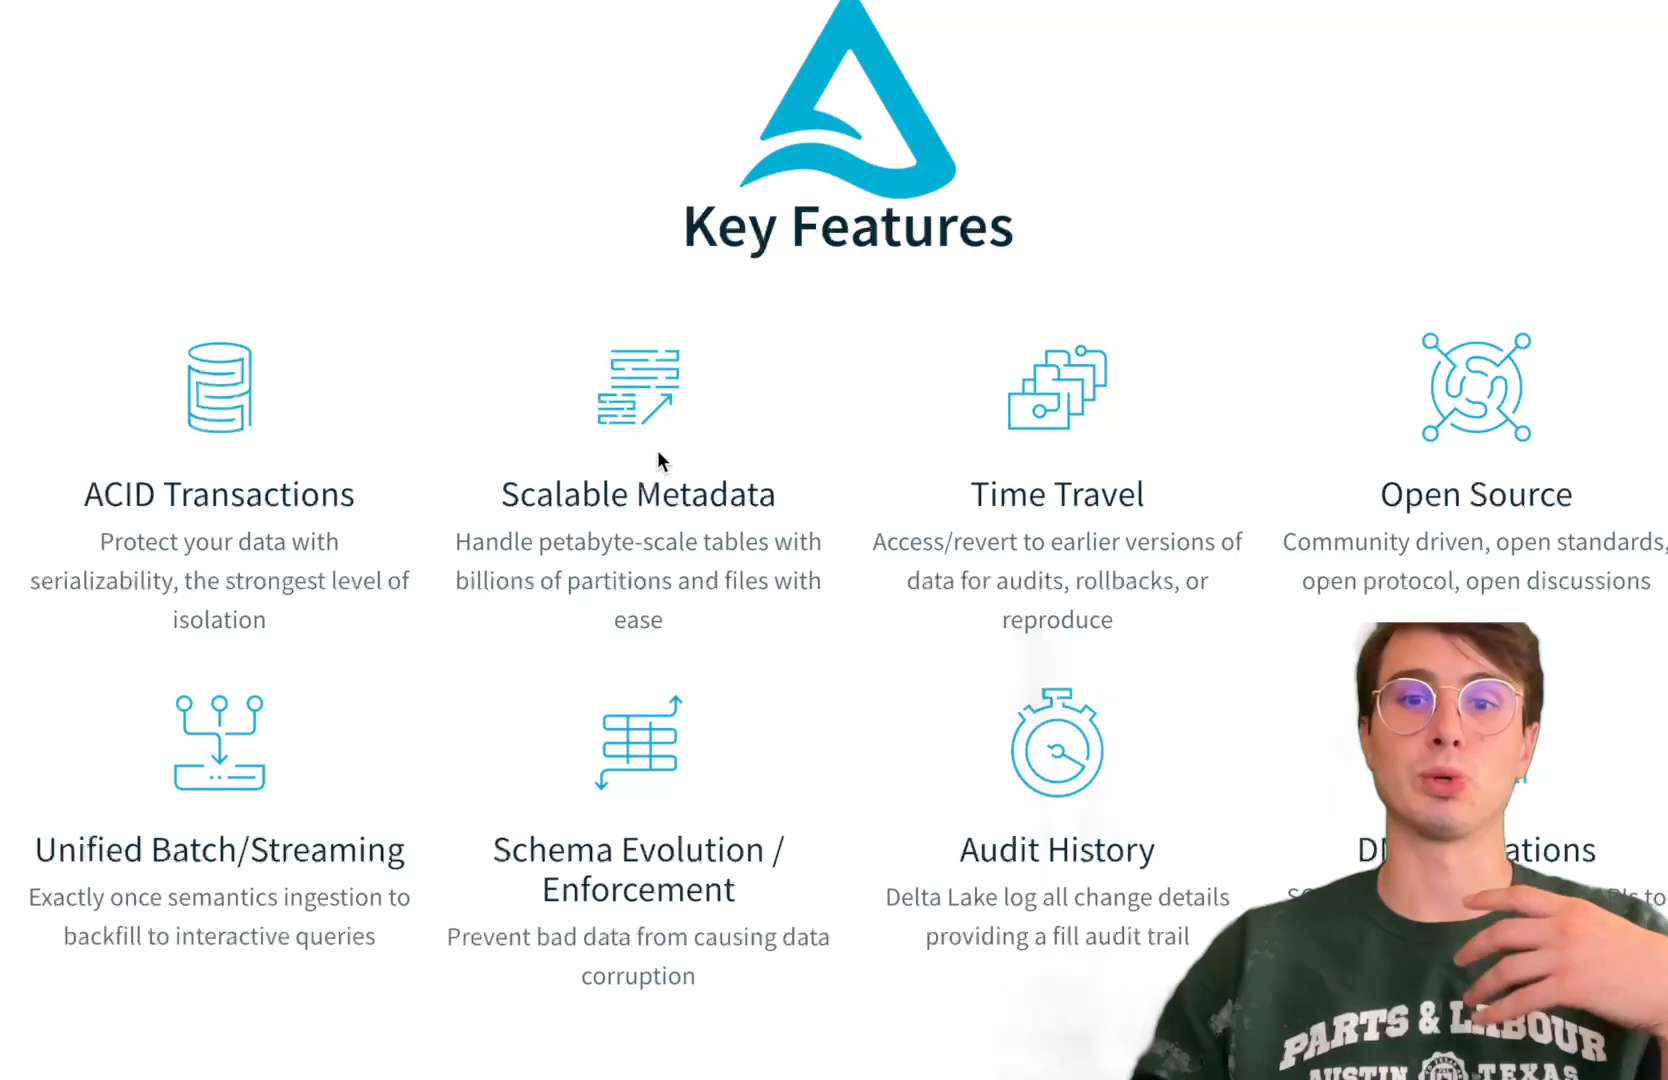 Key Features
ACID Transactions
Protect your data with
serializability, the strongest level of
isolation
Scalable Metadata
Handle petabyte-scale tables with
billions of partitions and files with
ease
Time Travel
Access/revert to earlier versions of
data for audits, rollbacks, or
reproduce
Open Source
Community driven, open standards,
open protocol, open discussions
Unified Batch/Streaming
Exactly once semantics ingestion to
backfill to interactive queries
Schema Evolution /
Enforcement
Prevent bad data from causing data
corruption
Audit History
Delta Lake log all change details
providing a fill audit trail
to
PARTS & LABOUR
AUSTIN TEXAS